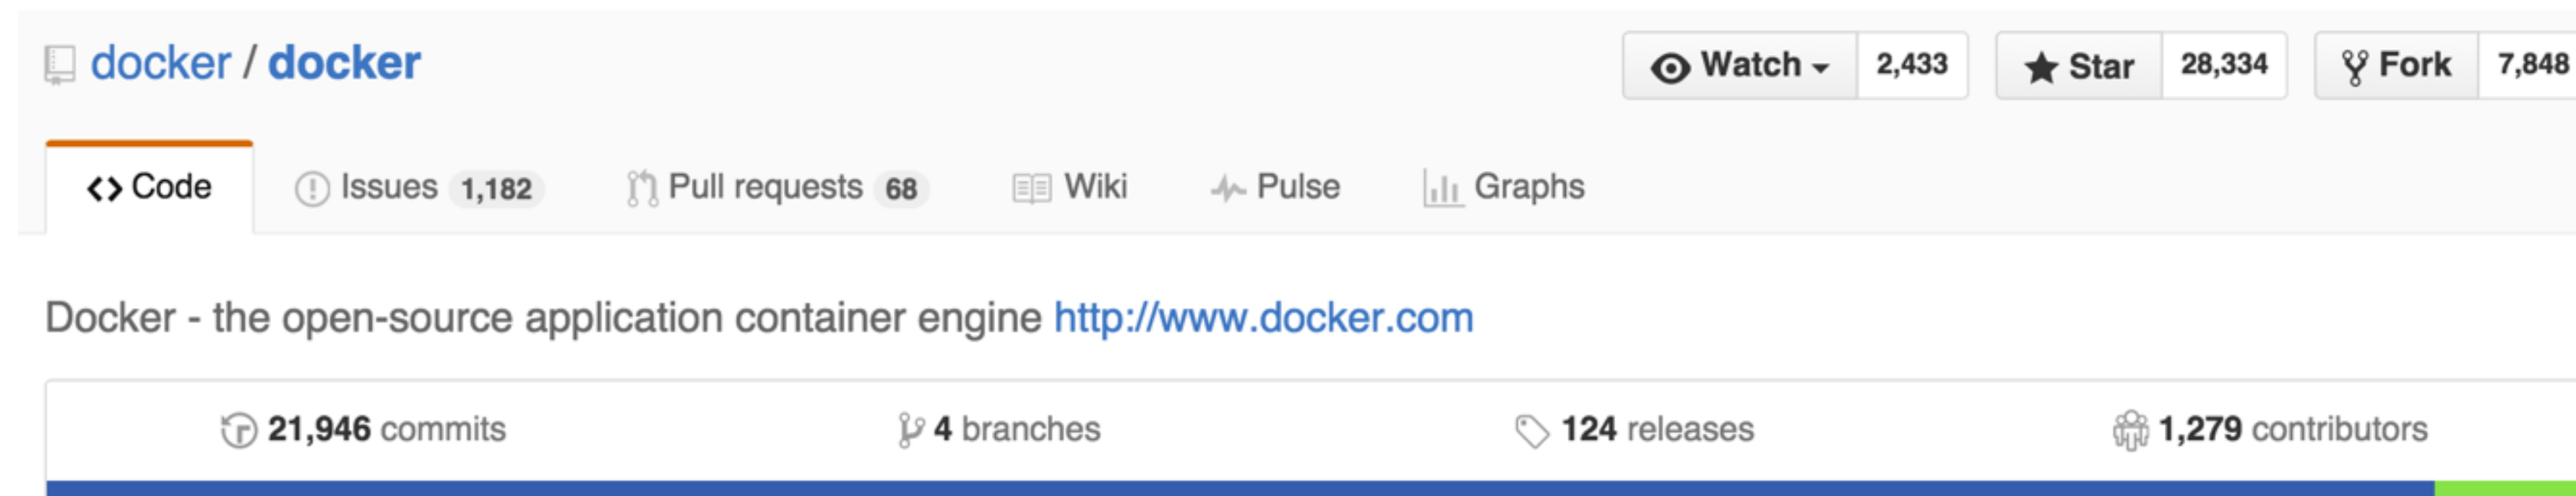 docker / docker Watch 2,433 Star 28,334 Fork 7,848
Code Issues 1,182 Pull requests 68 Wiki Pulse Graphs
Docker - the open-source application container engine http://www.docker.com
21,946 commits 4 branches 124 releases 1,279 contributors